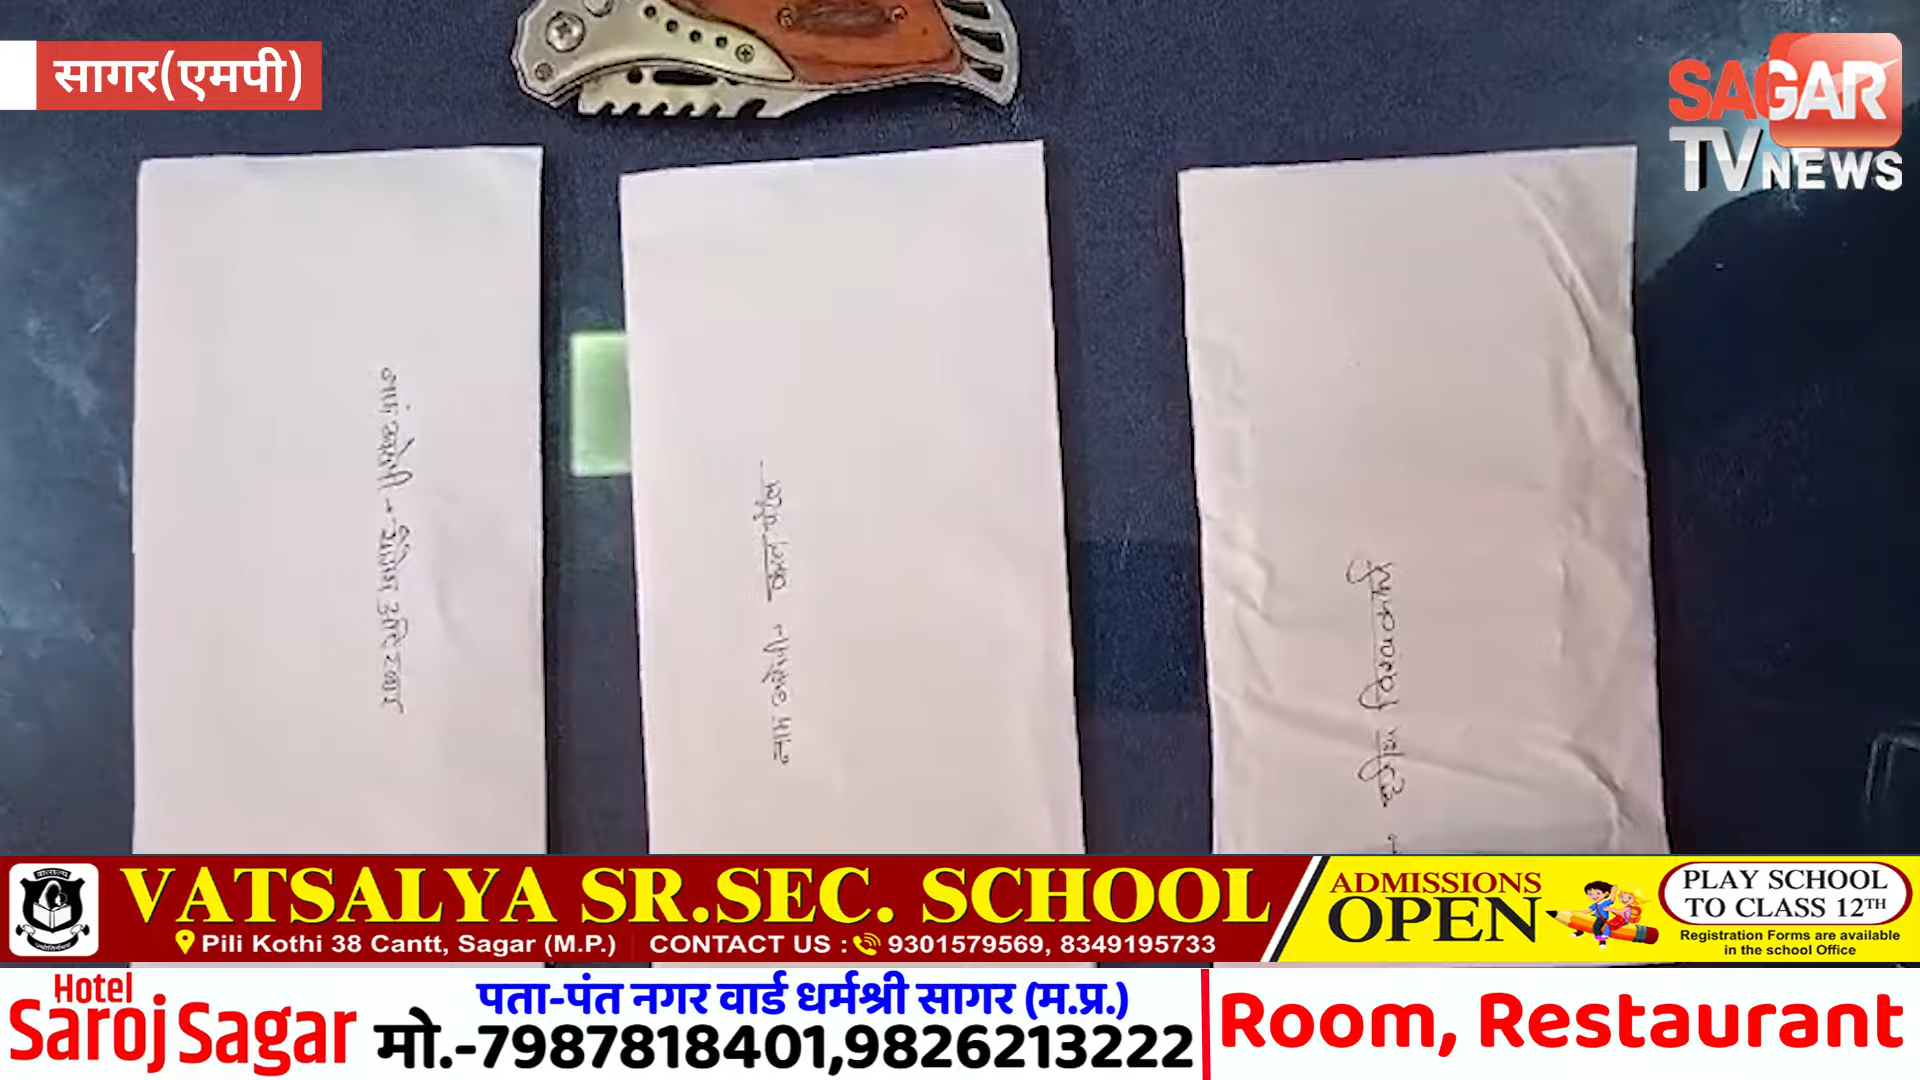 सागर(एमपी)
SAGAR
TV NEWS
VATSALYA SR.SEC. SCHOOL
Pili Kothi 38 Cantt, Sagar (M.P.)
CONTACT US : 9301579569, 8349195733
ADMISSIONS
OPEN
PLAY SCHOOL
TO CLASS 12TH
Registration Forms are available
in the school Office
Hotel
Saroj Sagar
पता-पंत नगर वार्ड धर्मश्री सागर (म.प्र.)
मो.-7987818401,9826213222
Room, Restaurant